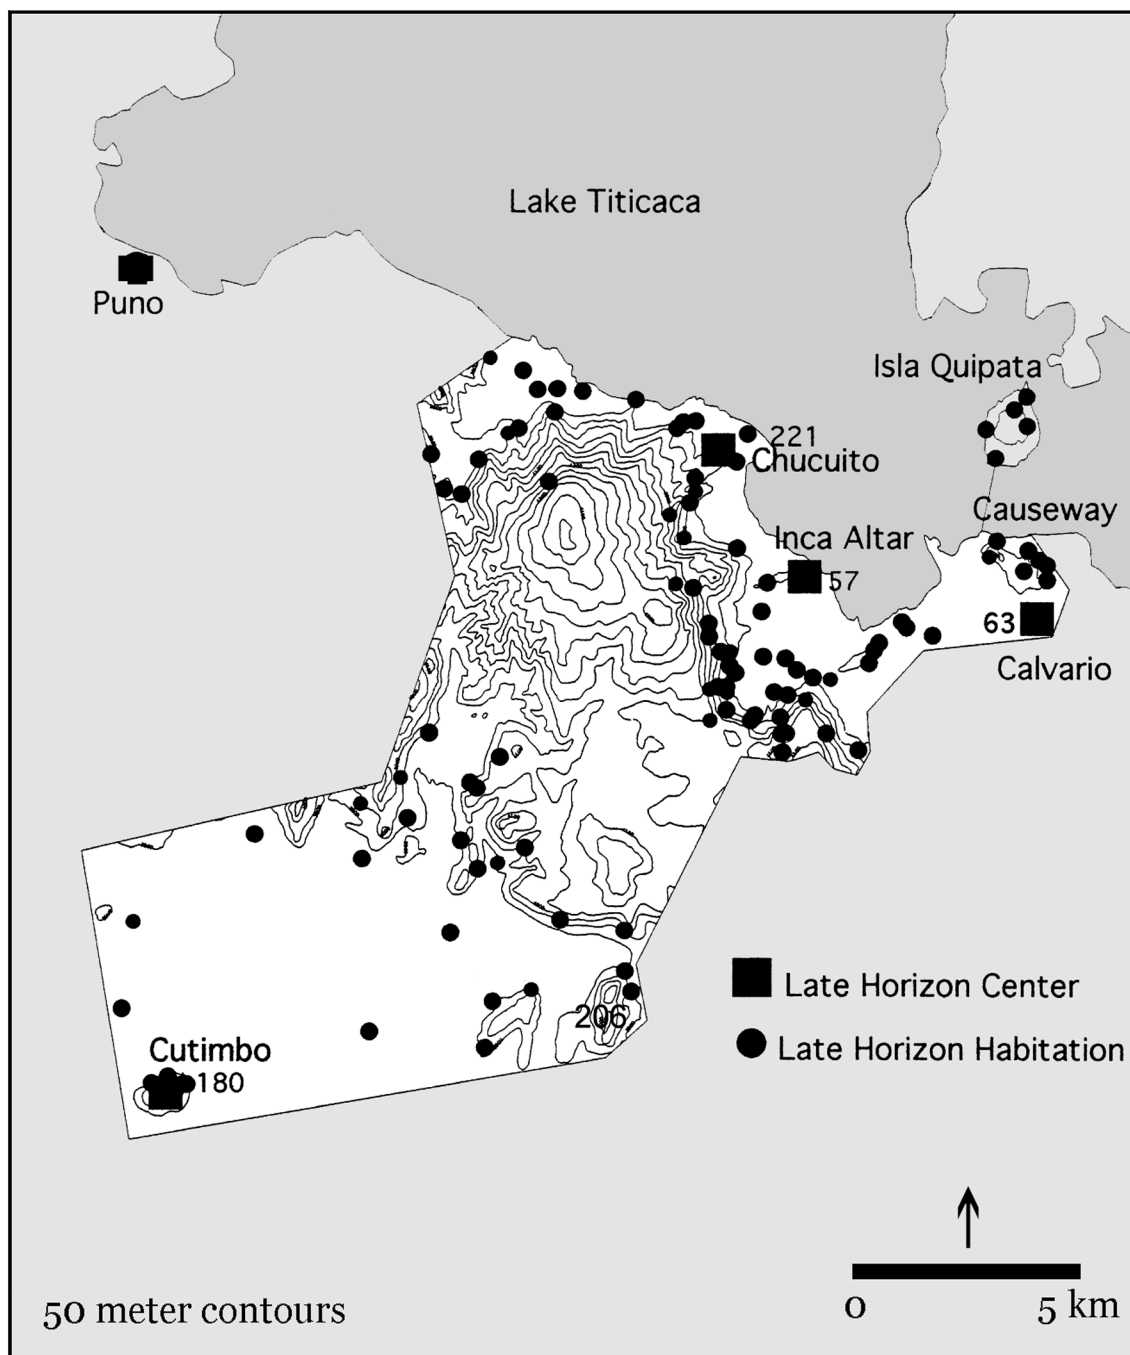 Lake Titicaca
Puno
Isla Quipata
221
Chucuito
Causeway
Inca Altar
57
63
Calvario
Late Horizon Center
206
Late Horizon Habitation
Cutimbo
180
50 meter contours
0 5 km